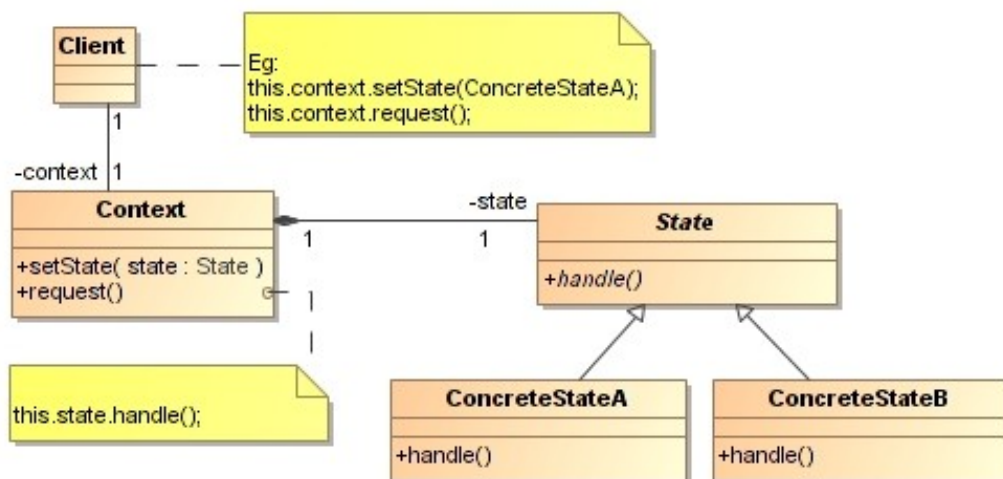 Client
Eg:
this.context.setState(ConcreteStateA);
this.context.request();
1
-context
1
Context
+setState( state : State )
+request()
1
-state
1
State
+handle()
this.state.handle();
ConcreteStateA
+handle()
ConcreteStateB
+handle()